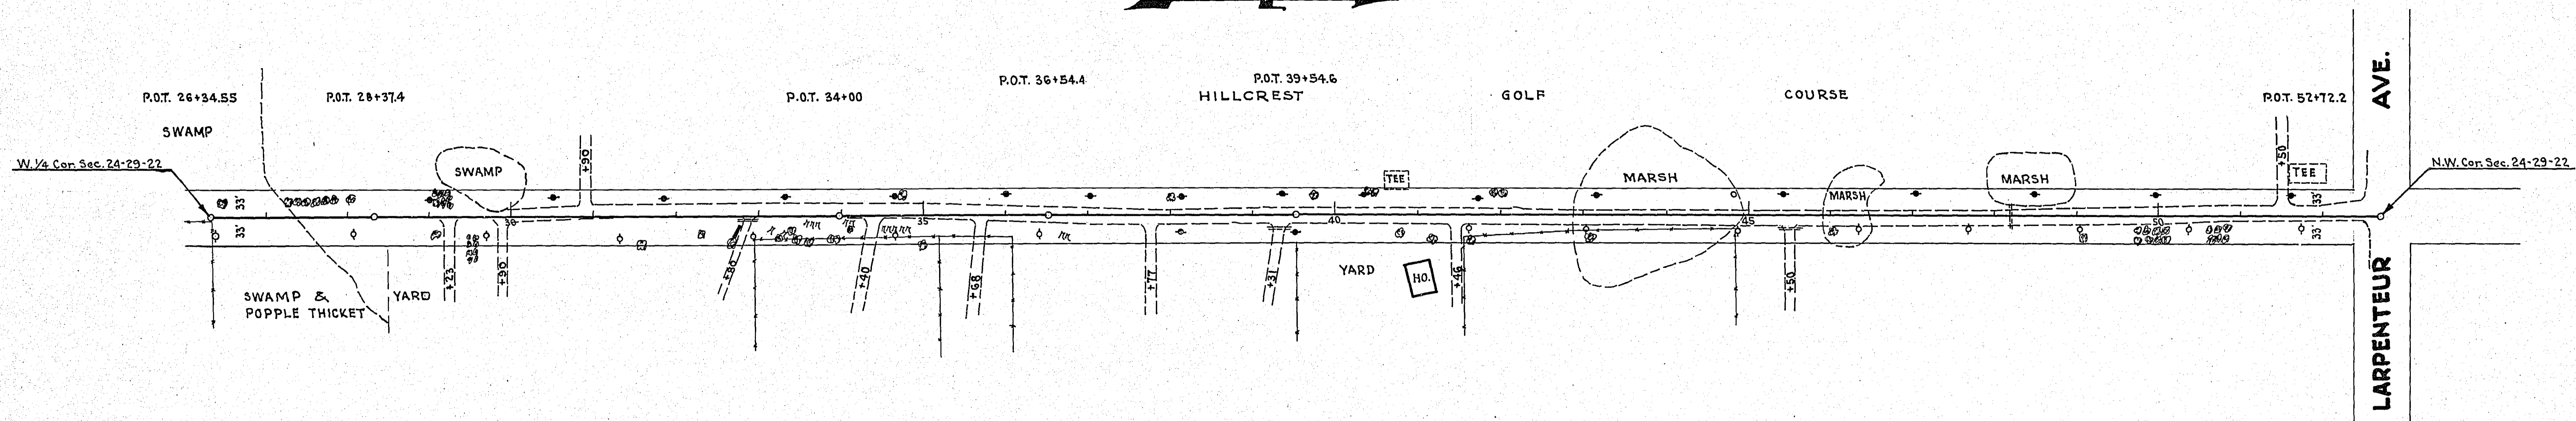 P.O.T. 26+34.55
P.O.T. 28+37.4
P.O.T. 34+00
P.O.T. 36+54.4
P.O.T. 39+54.6
HILLCREST GOLF COURSE
P.O.T. 52+72.2
AVE.
SWAMP
W. 1/4 Cor. Sec. 24-29-22
SWAMP
+90
TEE
MARSH
MARSH
MARSH
+50
TEE
N.W. Cor. Sec. 24-29-22
33'
33'
30
35
40
45
50
33'
33'
SWAMP &
POPPLE THICKET
YARD
+23
+90
+80
+40
+68
+77
+31
YARD
HO.
+46
+50
LARPENTEUR